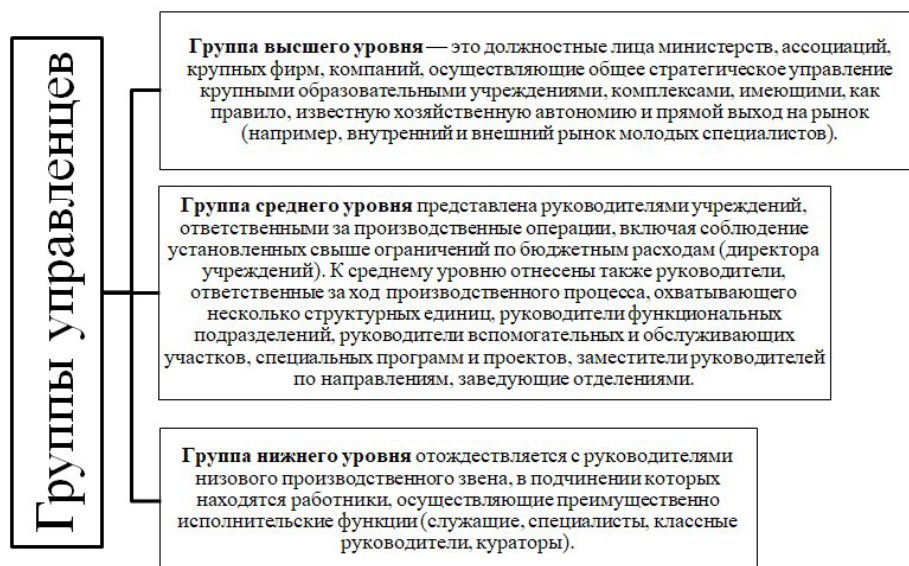 Группы управленцев
Группа высшего уровня — это должностные лица министерств, ассоциаций,
крупных фирм, компаний, осуществляющие общее стратегическое управление
крупными образовательными учреждениями, комплексами, имеющими, как
правило, известную хозяйственную автономию и прямой выход на рынок
(например, внутренний и внешний рынок молодых специалистов).
Группа среднего уровня представлена руководителями учреждений,
ответственными за производственные операции, включая соблюдение
установленных свыше ограничений по бюджетным расходам (директора
учреждений). К среднему уровню отнесены также руководители,
ответственные за ход производственного процесса, охватывающего
несколько структурных единиц, руководители функциональных
подразделений, руководители вспомогательных и обслуживающих
участков, специальных программ и проектов, заместители руководителей
по направлениям, заведующие отделениями.
Группа нижнего уровня отождествляется с руководителями
низового производственного звена, в подчинении которых
находятся работники, осуществляющие преимущественно
исполнительские функции (служащие, специалисты, классные
руководители, кураторы).